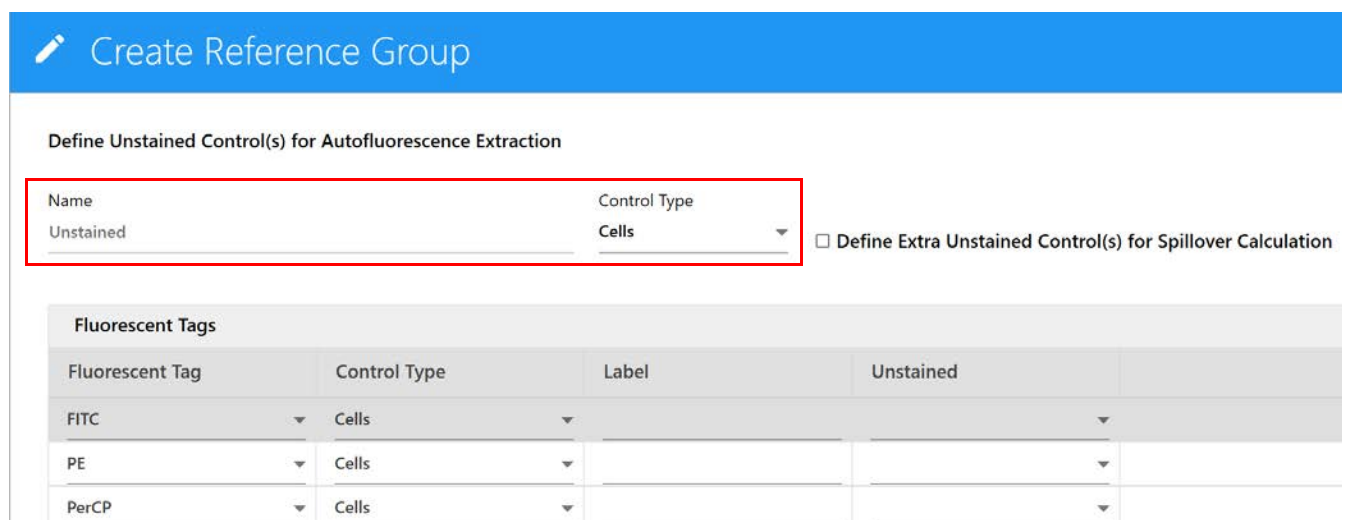 Create Reference Group
Define Unstained Control(s) for Autofluorescence Extraction
Name Control Type
Unstained Cells
Define Extra Unstained Control(s) for Spillover Calculation
Fluorescent Tags
Fluorescent Tag Control Type Label Unstained
FITC Cells
PE Cells
PerCP Cells